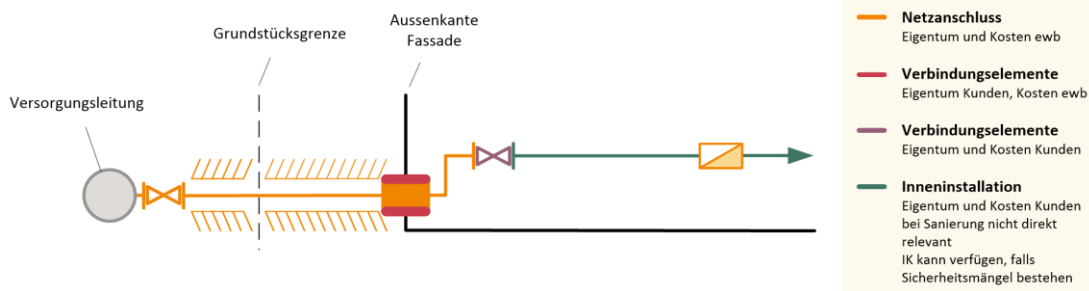 Grundstücksgrenze
Aussenkante
Fassade
Versorgungsleitung
Netzanschluss
Eigentum und Kosten ewb
Verbindungselemente
Eigentum Kunden, Kosten ewb
Verbindungselemente
Eigentum und Kosten Kunden
Inneninstallation
Eigentum und Kosten Kunden
bei Sanierung nicht direkt
relevant
IK kann verfügen, falls
Sicherheitsmängel bestehen